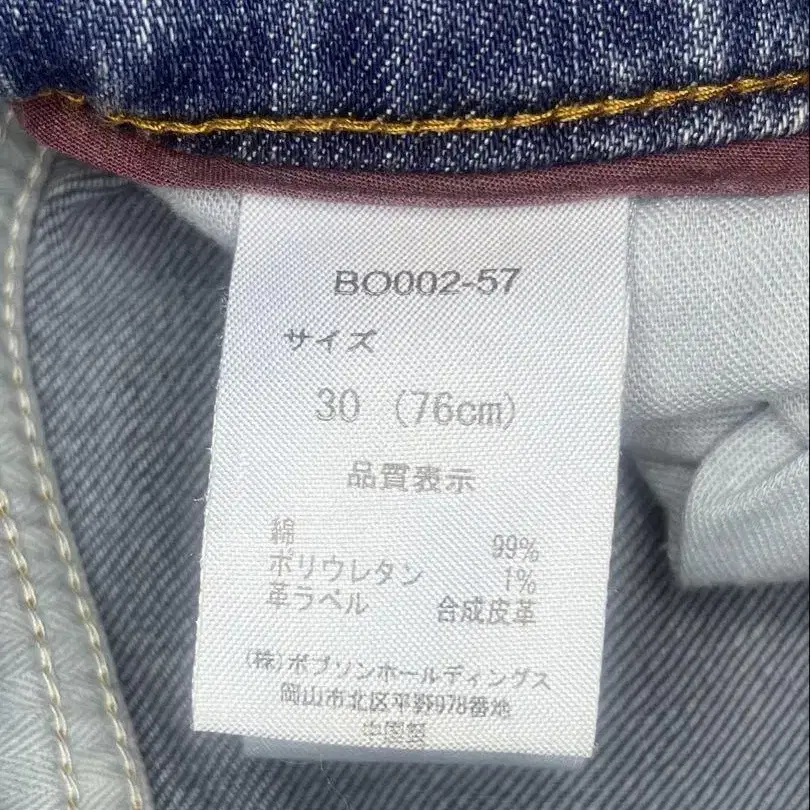 BO002-57
サイズ
30 (76cm)
品質表示
綿 99%
ポリウレタン 1%
革ラベル 合成皮革
(株)ボブソンホールディングス
岡山市北区平野978番地
中国製